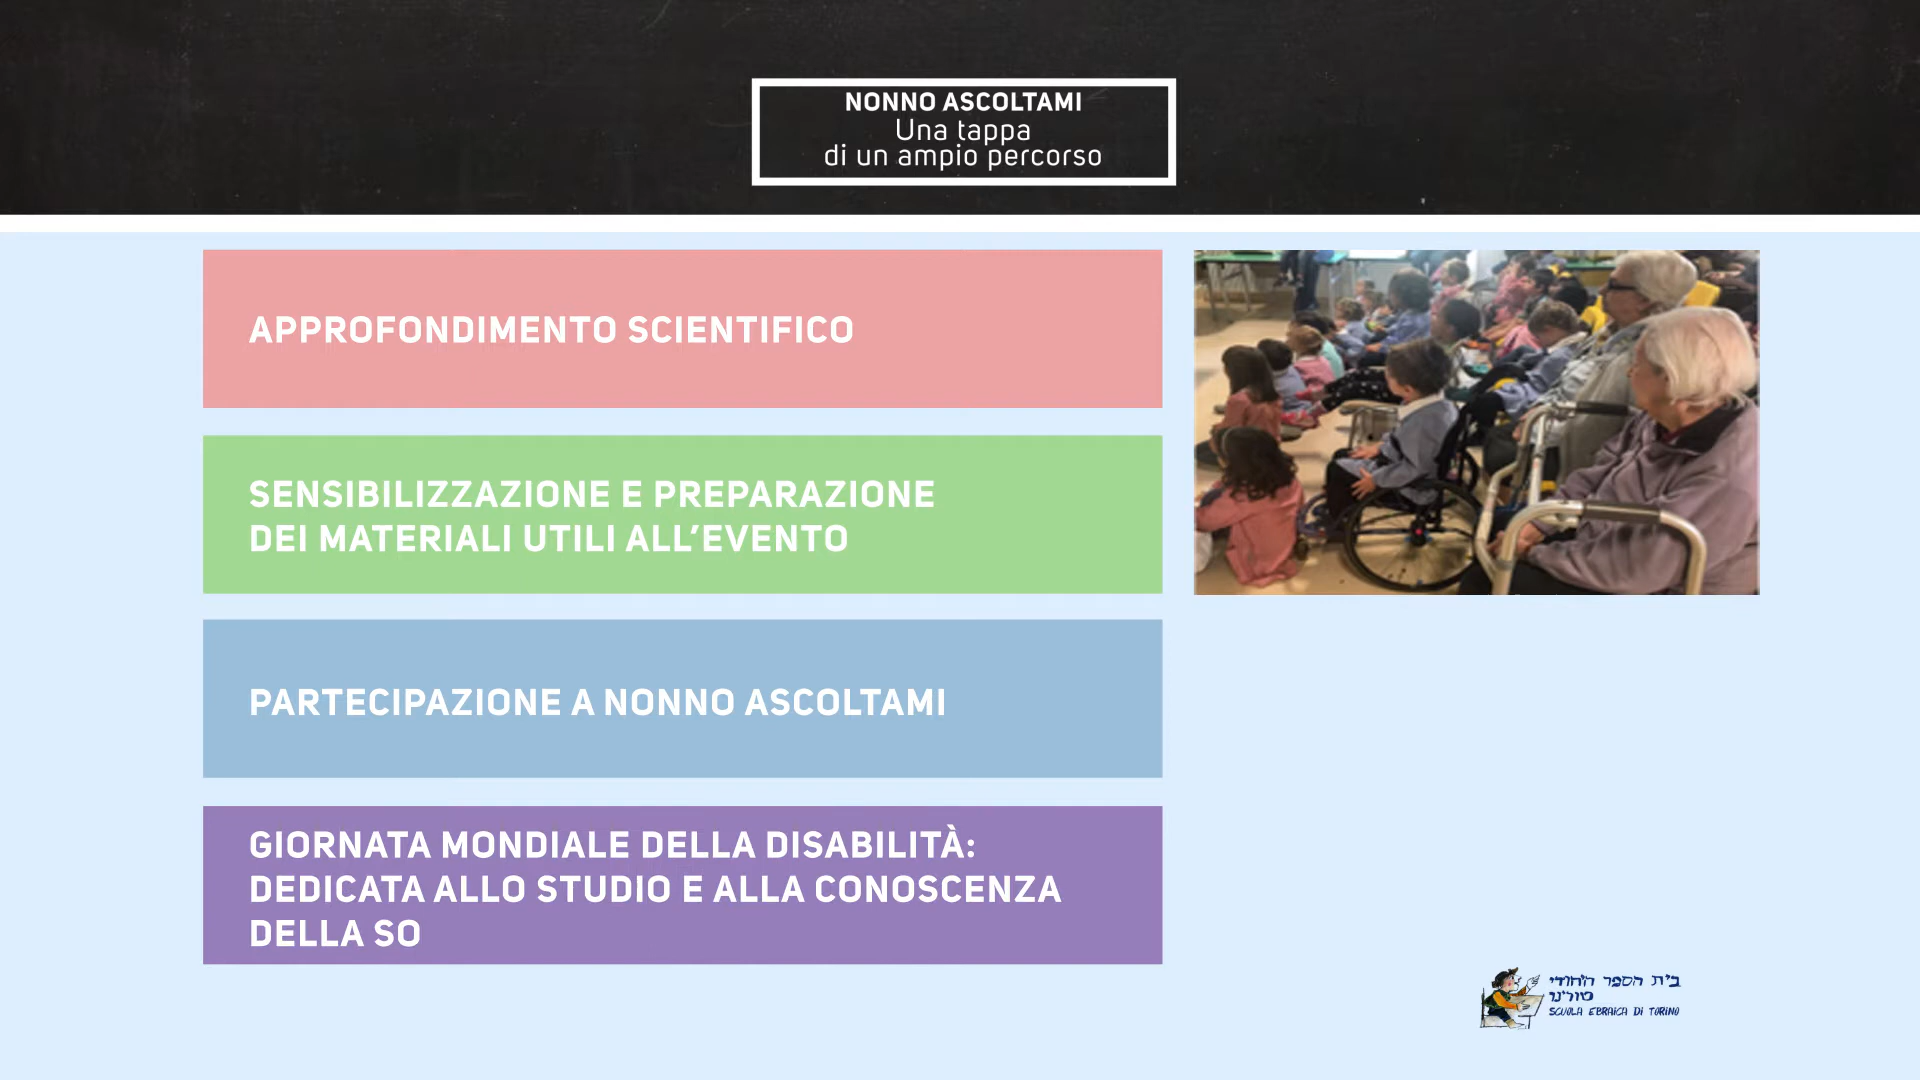 NONNO ASCOLTAMI
Una tappa
di un ampio percorso
APPROFONDIMENTO SCIENTIFICO
SENSIBILIZZAZIONE E PREPARAZIONE
DEI MATERIALI UTILI ALL'EVENTO
PARTECIPAZIONE A NONNO ASCOLTAMI
GIORNATA MONDIALE DELLA DISABILITÀ:
DEDICATA ALLO STUDIO E ALLA CONOSCENZA
DELLA SO
בית הספר היהודי
טורינו
SCUOLA EBRAICA DI TORINO